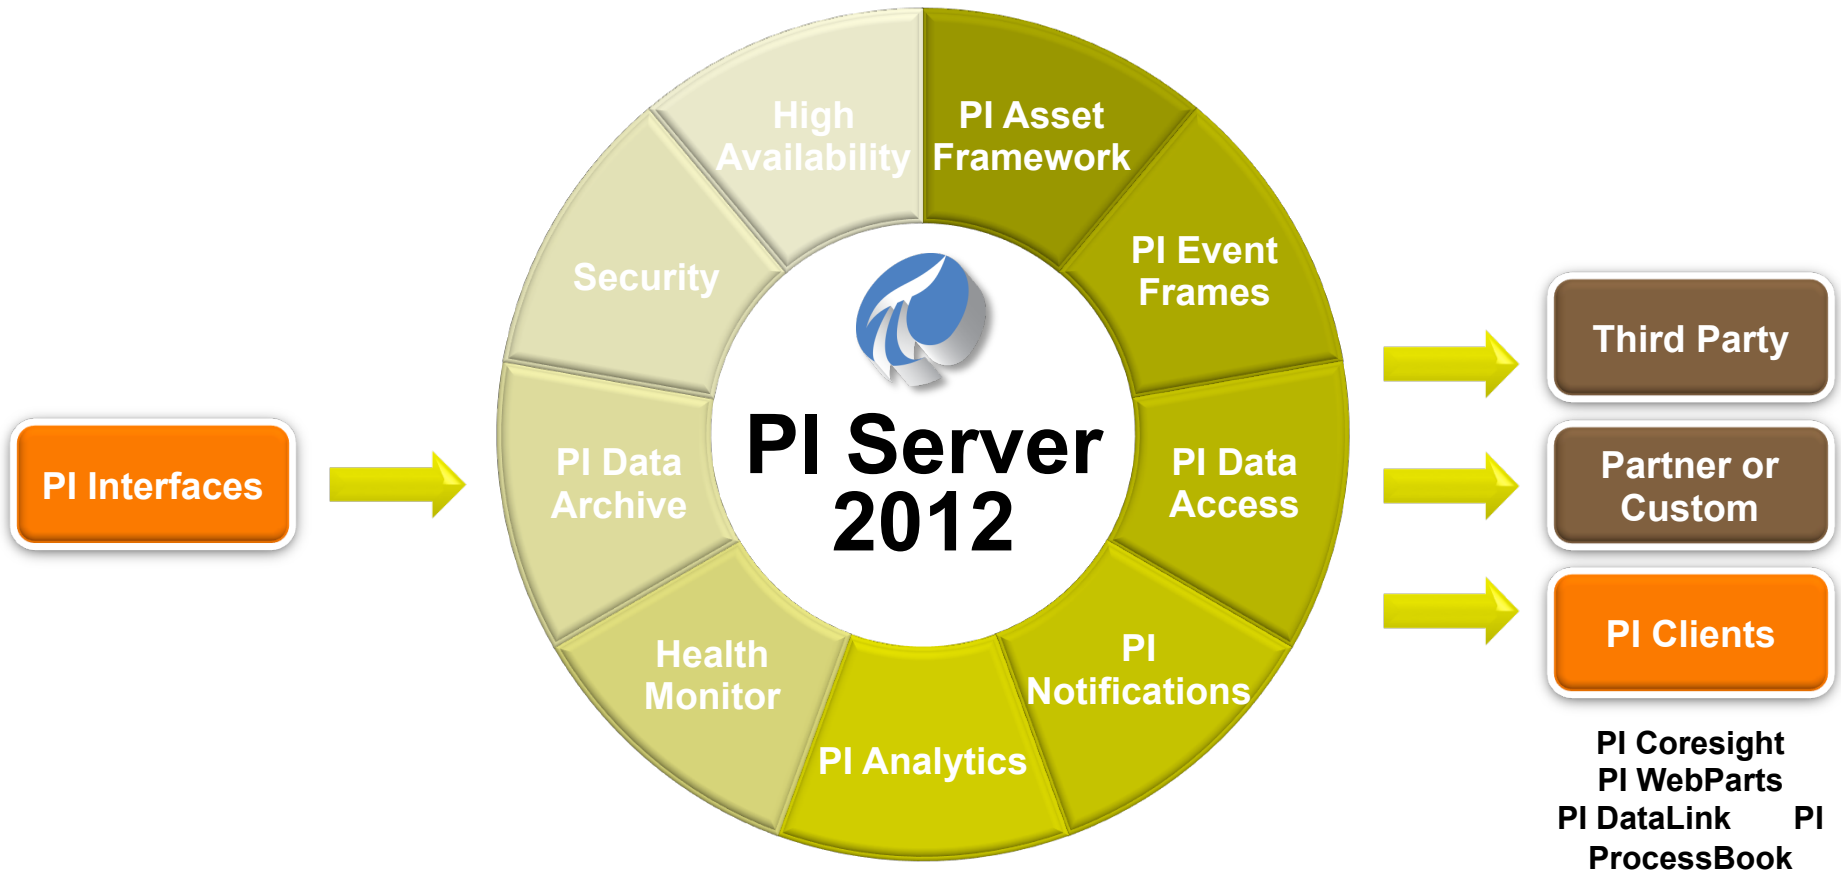 PI Interfaces
High
Availability
PI Asset
Framework
Security
PI Event
Frames
PI Data
Archive
PI Server
2012
PI Data
Access
Health
Monitor
PI
Notifications
PI Analytics
Third Party
Partner or
Custom
PI Clients
PI Coresight
PI WebParts
PI DataLink PI
ProcessBook